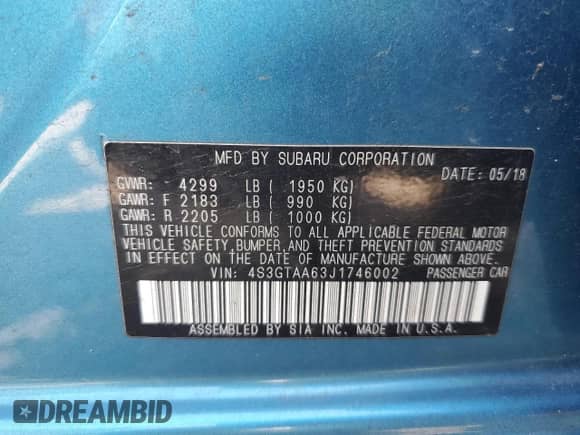 MFD BY SUBARU CORPORATION
DATE: 05/18
GVWR: 4299 LB ( 1950 KG)
GAWR: F 2183 LB ( 990 KG)
GAWR: R 2205 LB ( 1000 KG)
THIS VEHICLE CONFORMS TO ALL APPLICABLE FEDERAL MOTOR
VEHICLE SAFETY, BUMPER, AND THEFT PREVENTION STANDARDS
IN EFFECT ON THE DATE OF MANUFACTURE SHOWN ABOVE.
VIN: 4S3GTAA63J1746002 PASSENGER CAR
ASSEMBLED BY SIA INC. MADE IN U.S.A.
DREAMBID